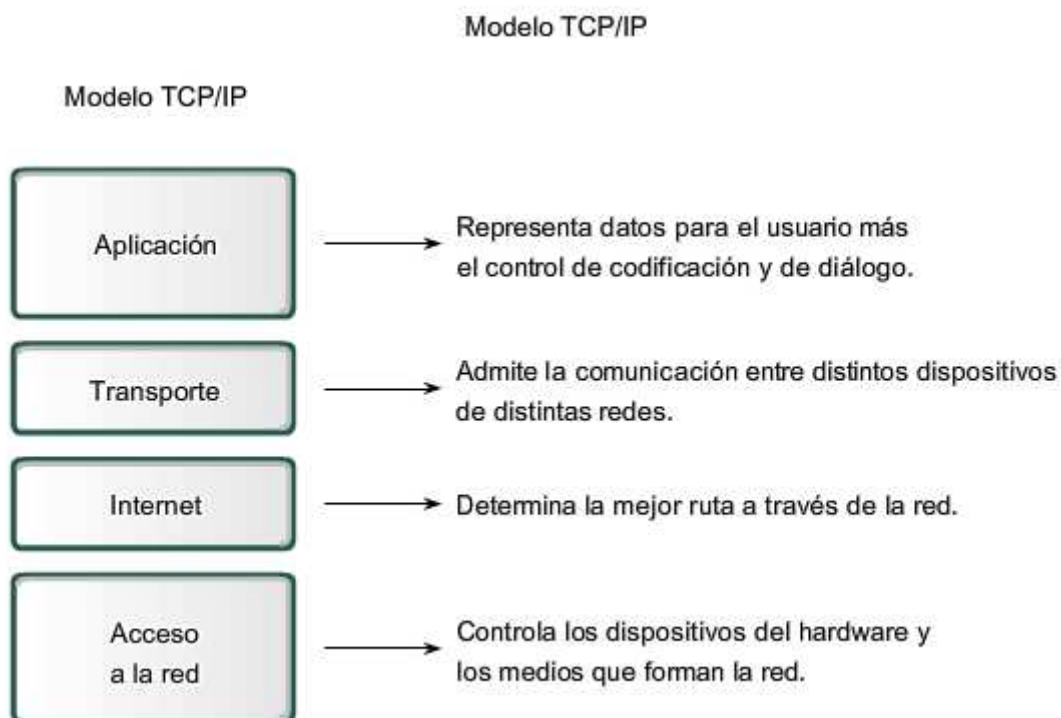 Modelo TCP/IP
Modelo TCP/IP
Aplicación
Representa datos para el usuario más
el control de codificación y de diálogo.
Transporte
Admite la comunicación entre distintos dispositivos
de distintas redes.
Internet
Determina la mejor ruta a través de la red.
Acceso
a la red
Controla los dispositivos del hardware y
los medios que forman la red.